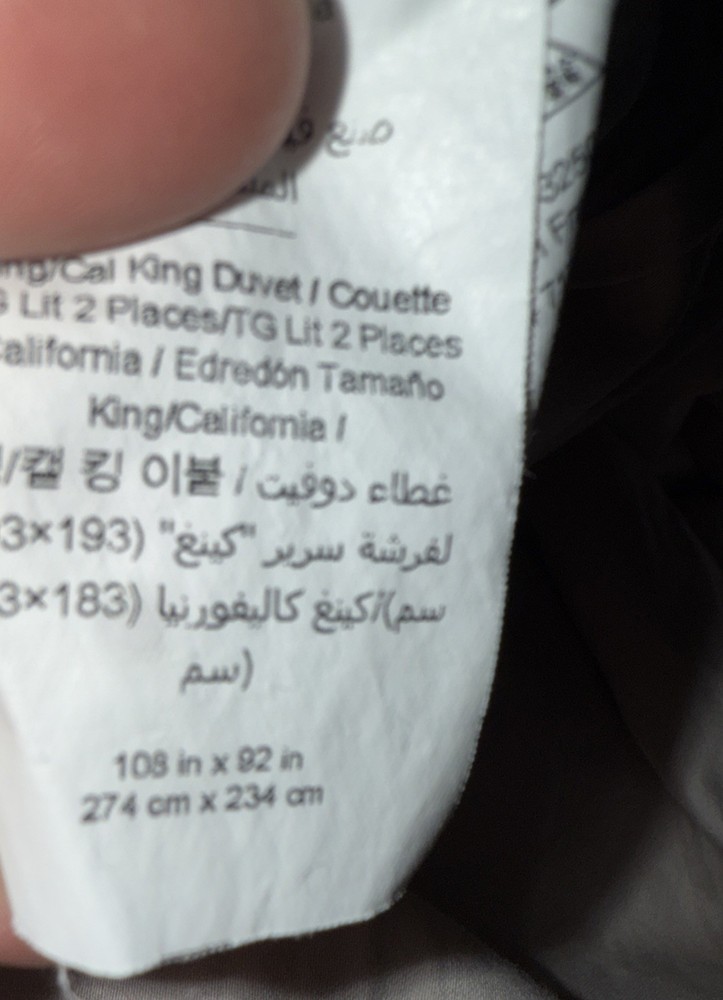 صنع
King Duvet / Couette
Lit 2 Places/TG Lit 2 Places
California / Edredón Tamaño
King/California /
/캘 킹 이불 / غطاء دوفيت
لفرشة سرير "كينغ" (193×
سم)/كينغ كاليفورنيا (183×
سم)
108 in x 92 in
274 cm x 234 cm